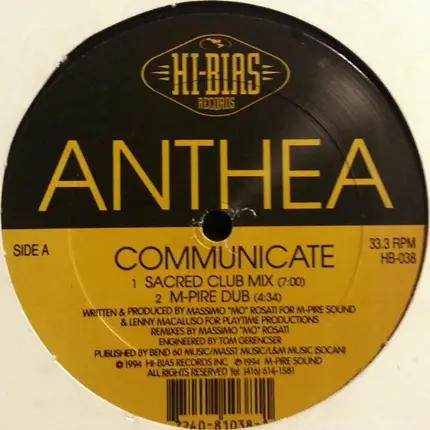 HI-BIAS
RECORDS
ANTHEA
SIDE A
33.3 RPM
HB-038
COMMUNICATE
1 SACRED CLUB MIX (7:00)
2 M-PIRE DUB (4:34)
WRITTEN & PRODUCED BY MASSIMO "MO" ROSATI FOR M-PIRE SOUND
& LENNY MACALUSO FOR PLAYTIME PRODUCTIONS
REMIXES BY MASSIMO "MO" ROSATI
ENGINEERED BY TOM GERENCSER
PUBLISHED BY BEND 60 MUSIC/MASST MUSIC/L&M MUSIC (SOCAN)
℗ 1994 HI-BIAS RECORDS INC. © 1994 M-PIRE SOUND
ALL RIGHTS RESERVED Tel: (416) 614-1581